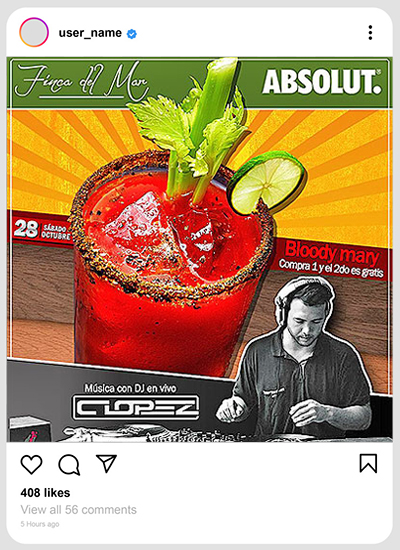 user_name
Finca del Mar
ABSOLUT.
28 SÁBADO OCTUBRE
Bloody mary
Compra 1 y el 2do es gratis
Música con DJ en vivo
CLOPEZ
408 likes
View all 56 comments
5 Hours ago